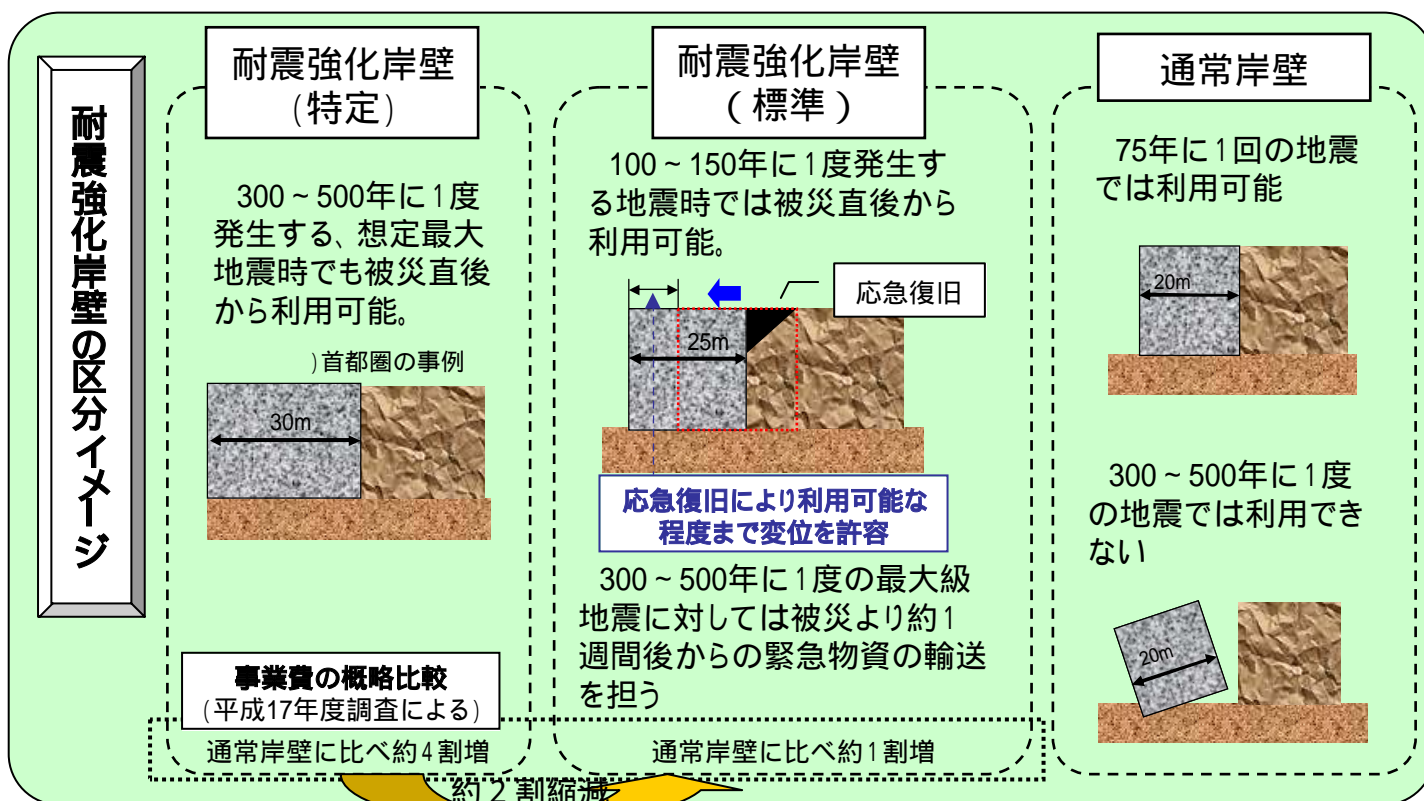 耐震強化岸壁の区分イメージ
耐震強化岸壁
(特定)
300～500年に1度
発生する、想定最大
地震時でも被災直後
から利用可能。
)首都圏の事例
30m
事業費の概略比較
(平成17年度調査による)
通常岸壁に比べ約4割増
耐震強化岸壁
(標準)
100～150年に1度発生す
る地震時では被災直後から
利用可能。
応急復旧
25m
応急復旧により利用可能な
程度まで変位を許容
300～500年に1度の最大級
地震に対しては被災より約1
週間後からの緊急物資の輸送
を担う
通常岸壁に比べ約1割増
約2割縮減
通常岸壁
75年に1回の地震
では利用可能
20m
300～500年に1度
の地震では利用でき
ない
20m